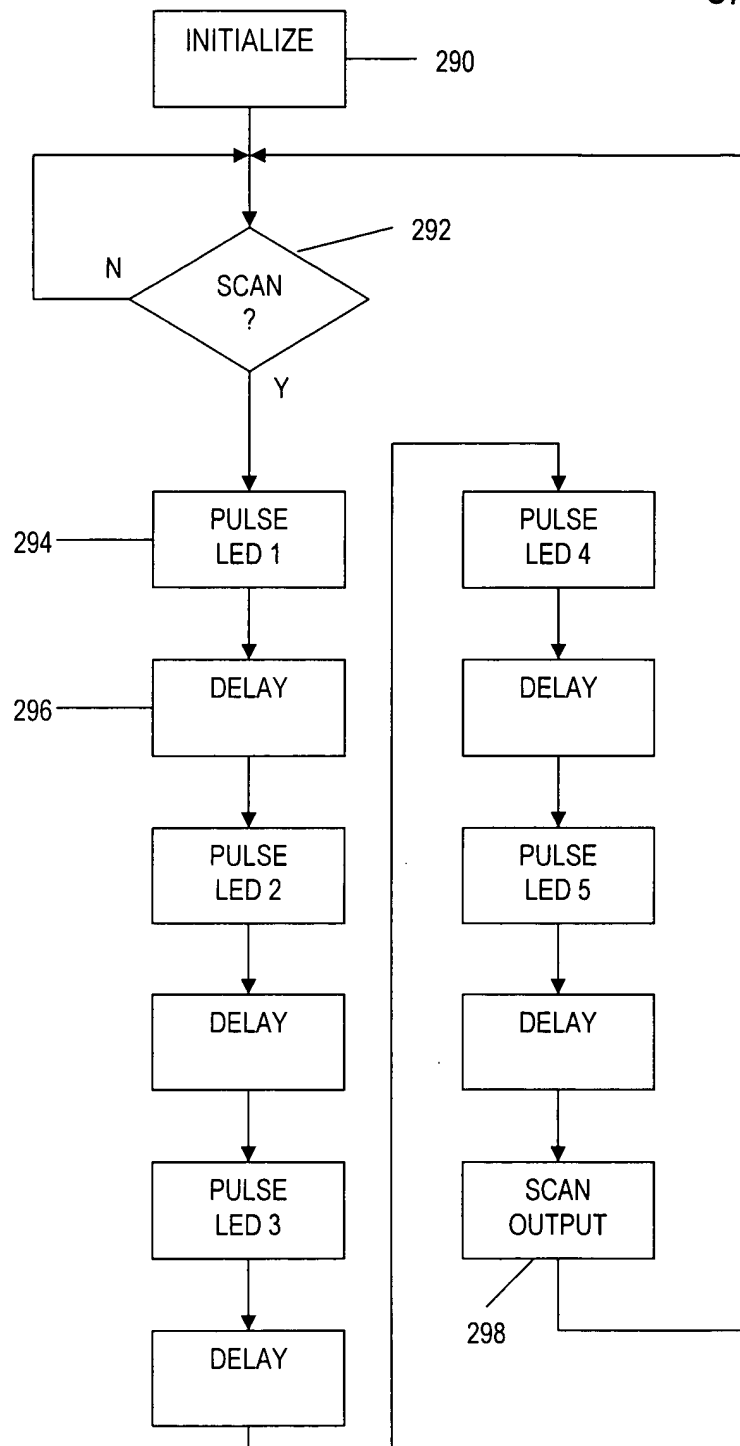 INITIALIZE
290
292
N
SCAN
?
Y
294
PULSE
LED 1
296
DELAY
PULSE
LED 2
DELAY
PULSE
LED 3
DELAY
PULSE
LED 4
DELAY
PULSE
LED 5
DELAY
SCAN
OUTPUT
298